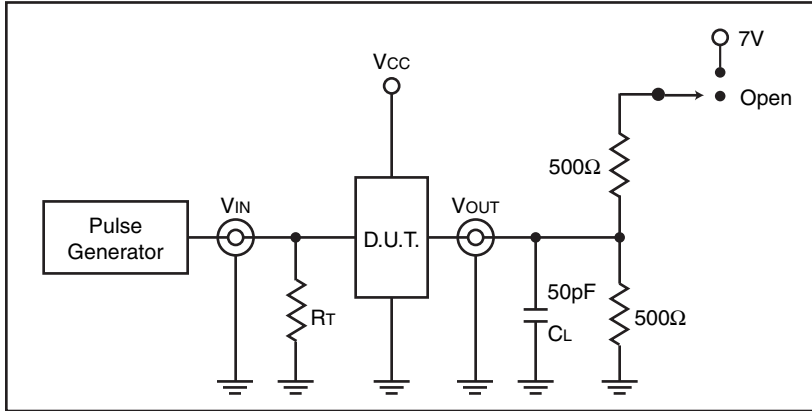 7V
Open
VCC
500Ω
Pulse
Generator
VIN
D.U.T.
VOUT
RT
50pF
CL
500Ω